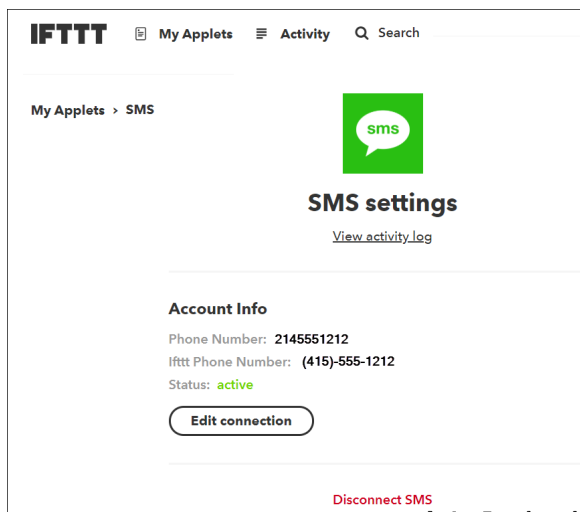 IFTTT My Applets Activity Search
My Applets > SMS
sms
SMS settings
View activity log
Account Info
Phone Number: 2145551212
Ifttt Phone Number: (415)-555-1212
Status: active
Edit connection
Disconnect SMS